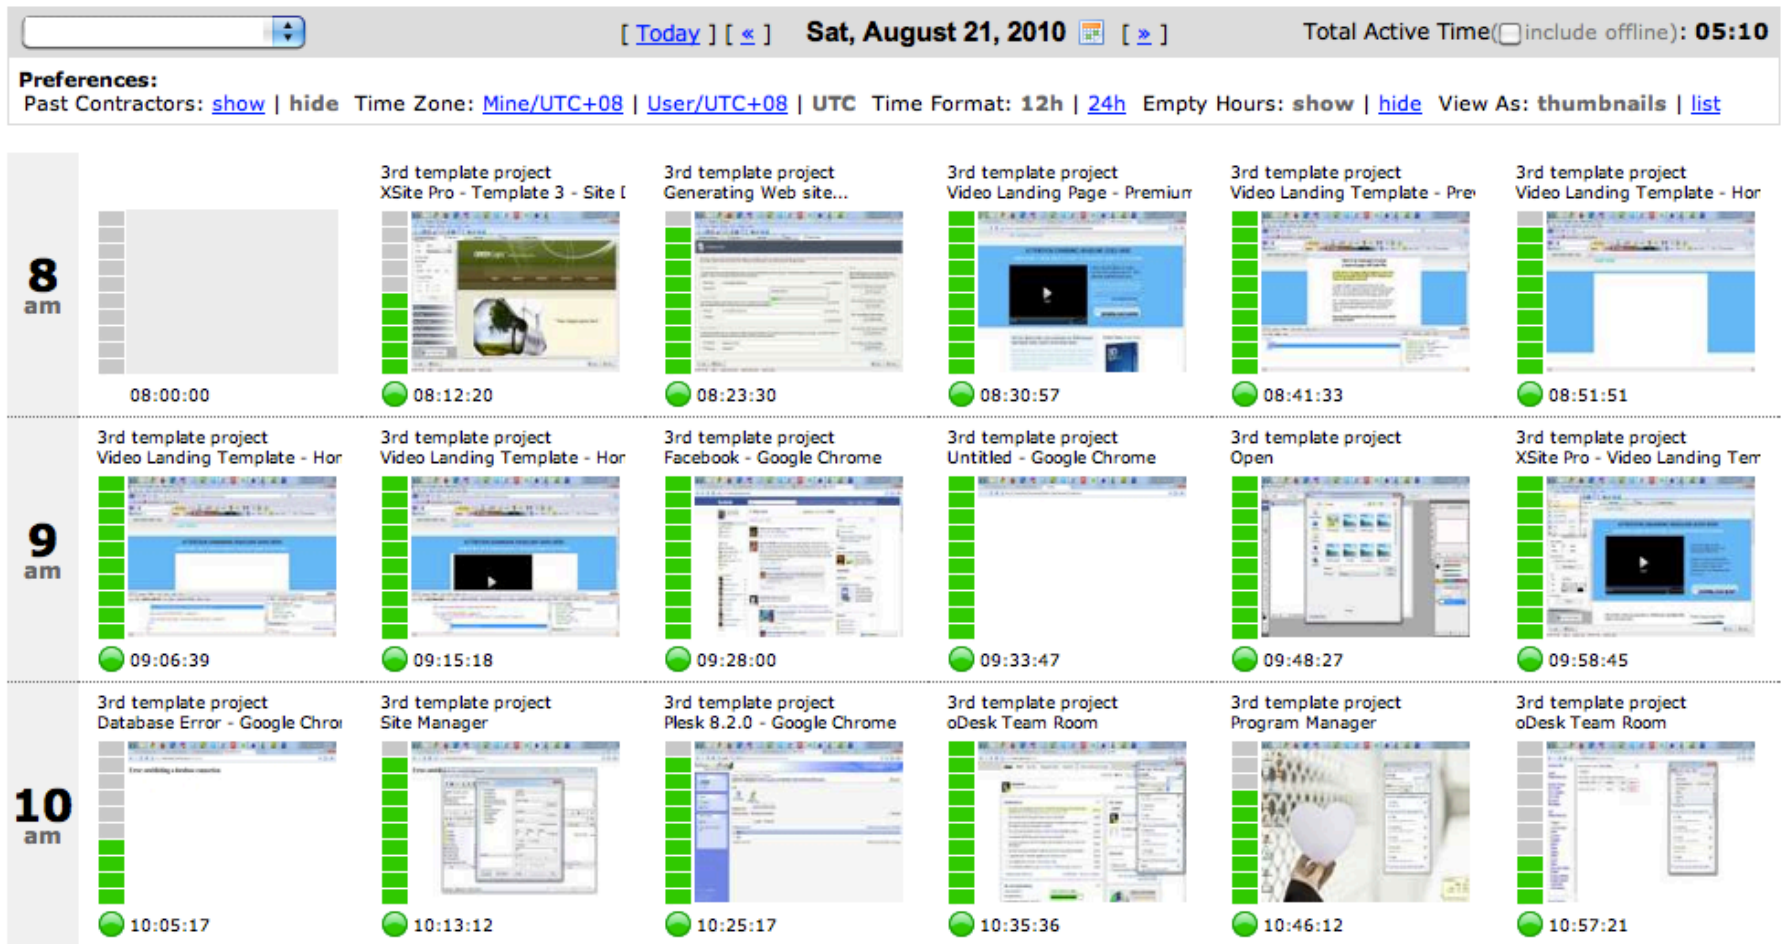 [ Today ] [ « ] Sat, August 21, 2010 [ » ] Total Active Time(include offline): 05:10
Preferences:
Past Contractors: show | hide Time Zone: Mine/UTC+08 | User/UTC+08 | UTC Time Format: 12h | 24h Empty Hours: show | hide View As: thumbnails | list
8
am
08:00:00
3rd template project
XSite Pro - Template 3 - Site D
08:12:20
3rd template project
Generating Web site...
08:23:30
3rd template project
Video Landing Page - Premium
08:30:57
3rd template project
Video Landing Template - Prev
08:41:33
3rd template project
Video Landing Template - Hor
08:51:51
9
am
3rd template project
Video Landing Template - Hor
09:06:39
3rd template project
Video Landing Template - Hor
09:15:18
3rd template project
Facebook - Google Chrome
09:28:00
3rd template project
Untitled - Google Chrome
09:33:47
3rd template project
Open
09:48:27
3rd template project
XSite Pro - Video Landing Tem
09:58:45
10
am
3rd template project
Database Error - Google Chror
Error establishing a database connection
10:05:17
3rd template project
Site Manager
10:13:12
3rd template project
Plesk 8.2.0 - Google Chrome
10:25:17
3rd template project
oDesk Team Room
10:35:36
3rd template project
Program Manager
10:46:12
3rd template project
oDesk Team Room
10:57:21